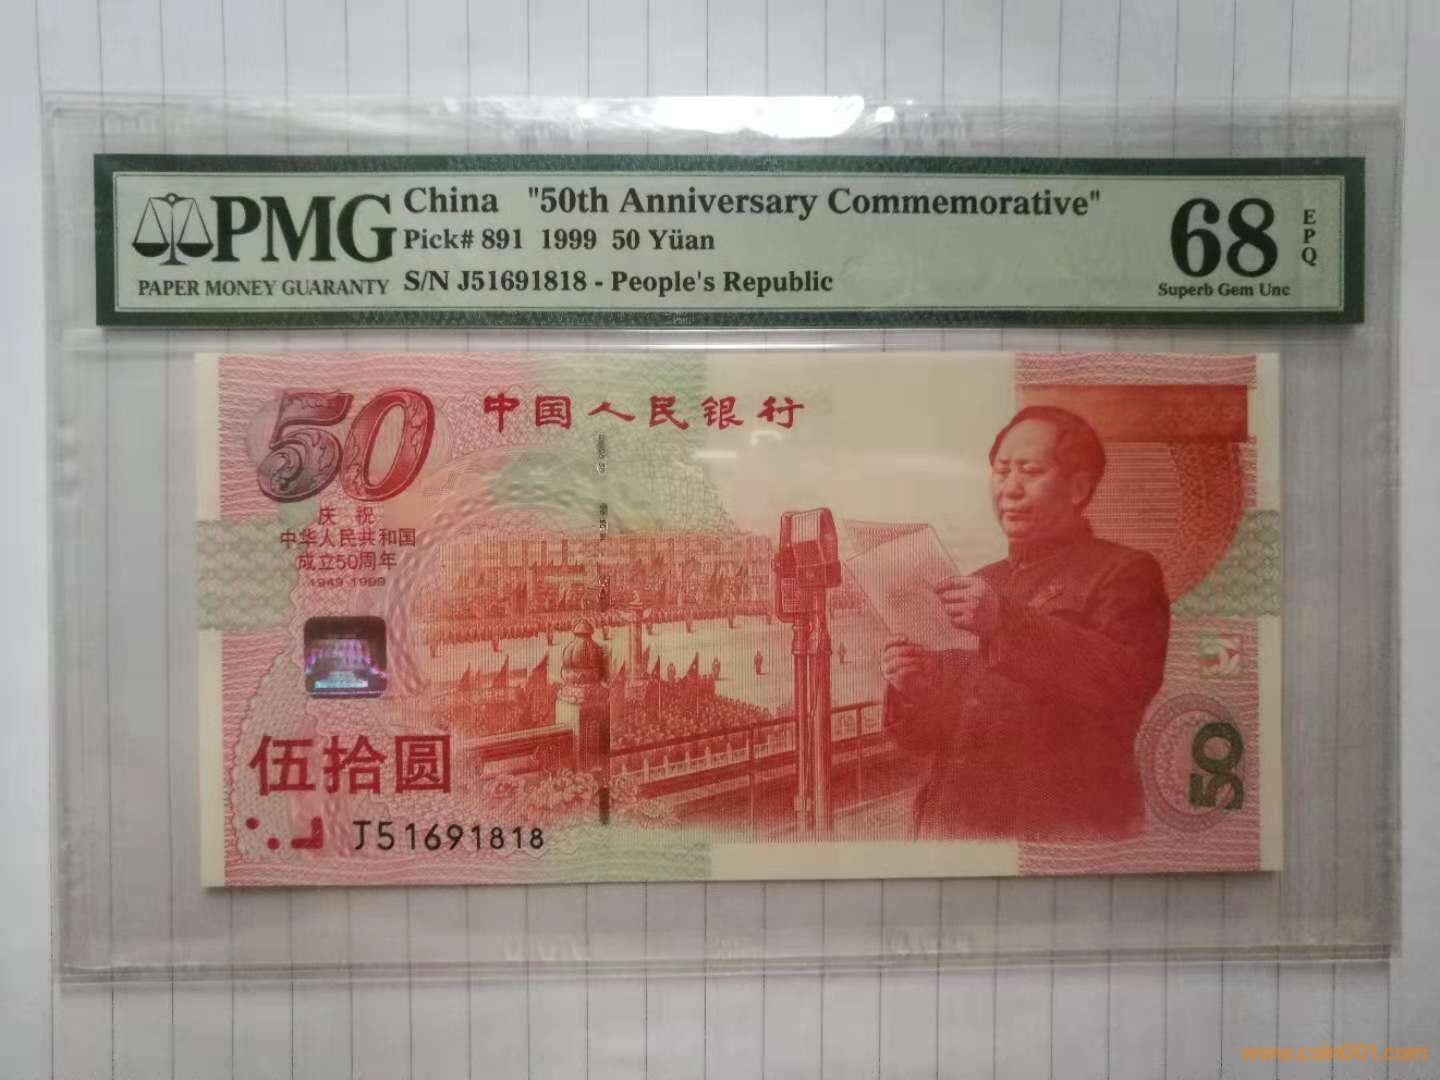 PMG
PAPER MONEY GUARANTY
China "50th Anniversary Commemorative"
Pick# 891 1999 50 Yüan
S/N J51691818 - People's Republic
68
EPQ
Superb Gem Unc
50
中国人民银行
庆祝
中华人民共和国
成立50周年
1949-1999
伍拾圆
J51691818
50
www.coin001.com